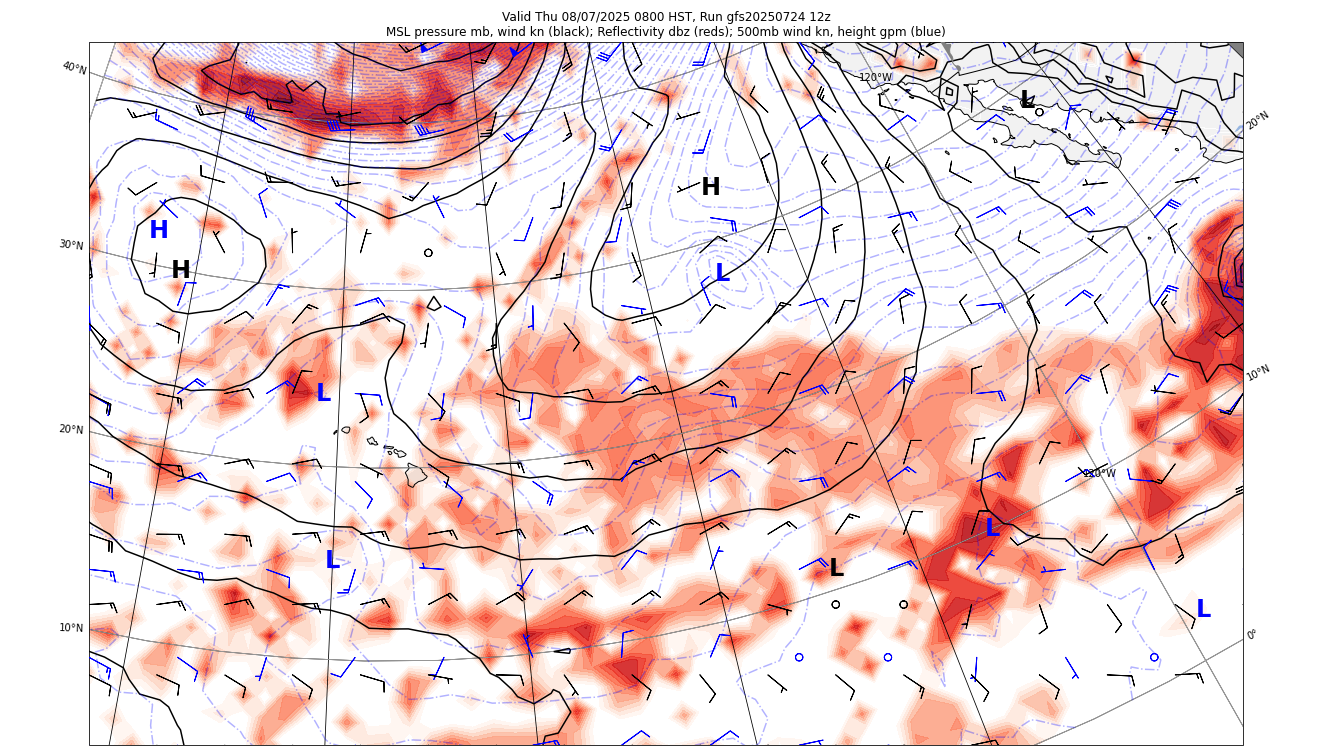 Valid Thu 08/07/2025 0800 HST, Run gfs20250724 12z
MSL pressure mb, wind kn (black); Reflectivity dbz (reds); 500mb wind kn, height gpm (blue)
40°N
120°W
L
20°N
H
H
30°N
H
L
10°N
L
20°N
120°W
L
L
L
L
10°N
0°